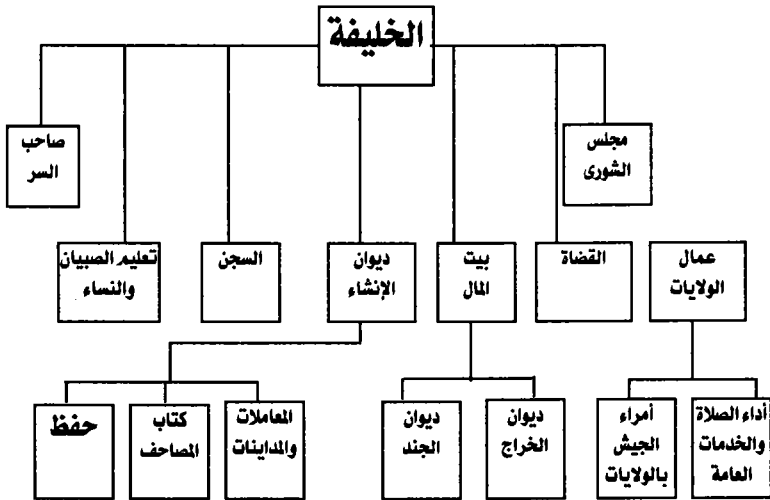 الخليفة
مجلس
الشورى
صاحب
السر
عمال
الولايات
القضاة
بيت
المال
ديوان
الإنشاء
السجن
تعليم الصبيان
والنساء
أداء الصلاة
والخدمات
العامة
أمراء
الجيش
بالولايات
ديوان
الخراج
ديوان
الجند
المعاملات
والمداينات
كتاب
المصاحف
حفظ